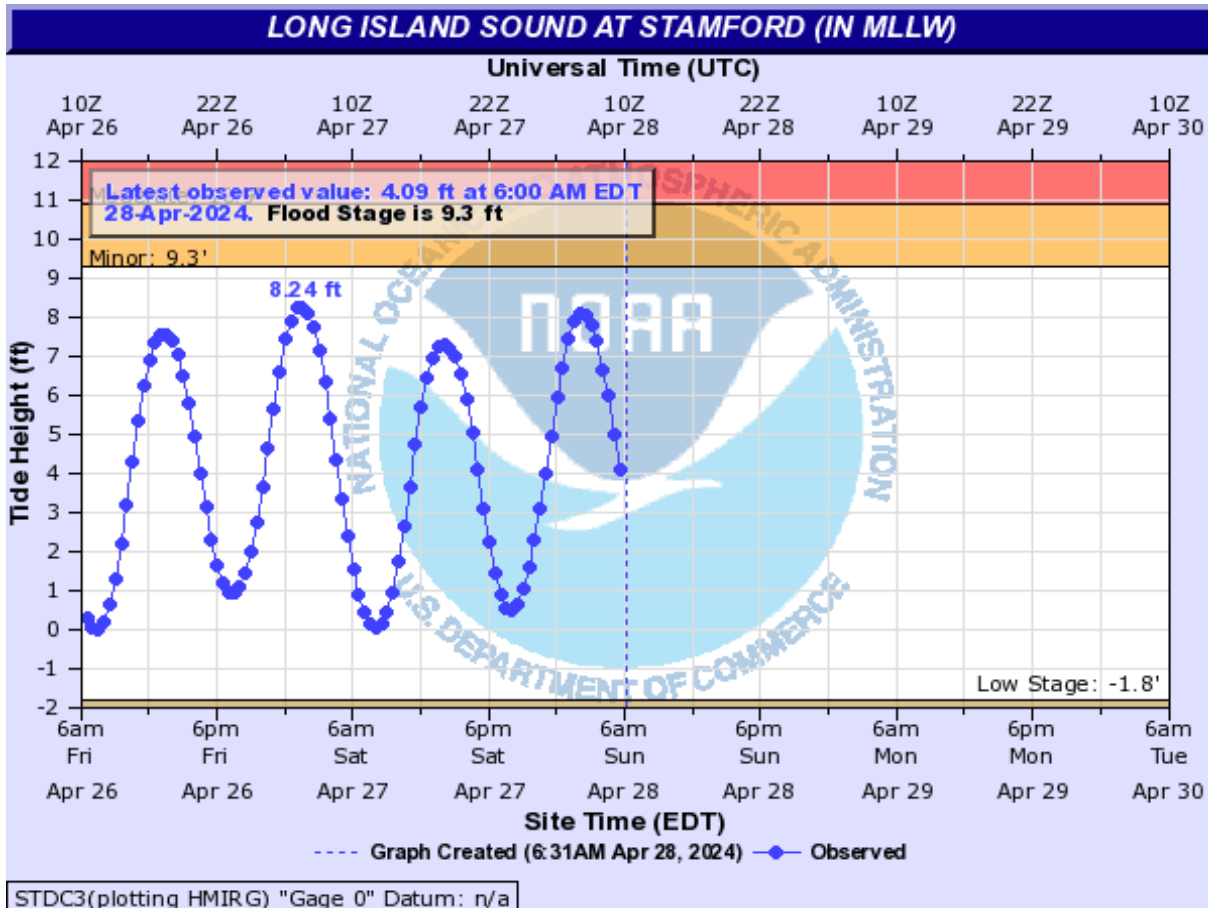 LONG ISLAND SOUND AT STAMFORD (IN MLLW)
Universal Time (UTC)
10Z 22Z 10Z 22Z 10Z 22Z 10Z 22Z 10Z
Apr 26 Apr 26 Apr 27 Apr 27 Apr 28 Apr 28 Apr 29 Apr 29 Apr 30
12
Latest observed value: 4.09 ft at 6:00 AM EDT
11
28-Apr-2024. Flood Stage is 9.3 ft
10
Minor: 9.3'
9
8.24 ft
8
7
6
5
4
3
2
1
0
-1
-2
Tide Height (ft)
NATIONAL OCEANIC AND ATMOSPHERIC ADMINISTRATION
NOAA
U.S. DEPARTMENT OF COMMERCE
Low Stage: -1.8'
6am 6pm 6am 6pm 6am 6pm 6am 6pm 6am
Fri Fri Sat Sat Sun Sun Mon Mon Tue
Apr 26 Apr 26 Apr 27 Apr 27 Apr 28 Apr 28 Apr 29 Apr 29 Apr 30
Site Time (EDT)
Graph Created (6:31AM Apr 28, 2024) Observed
STDC3(plotting HMIRG) "Gage 0" Datum: n/a